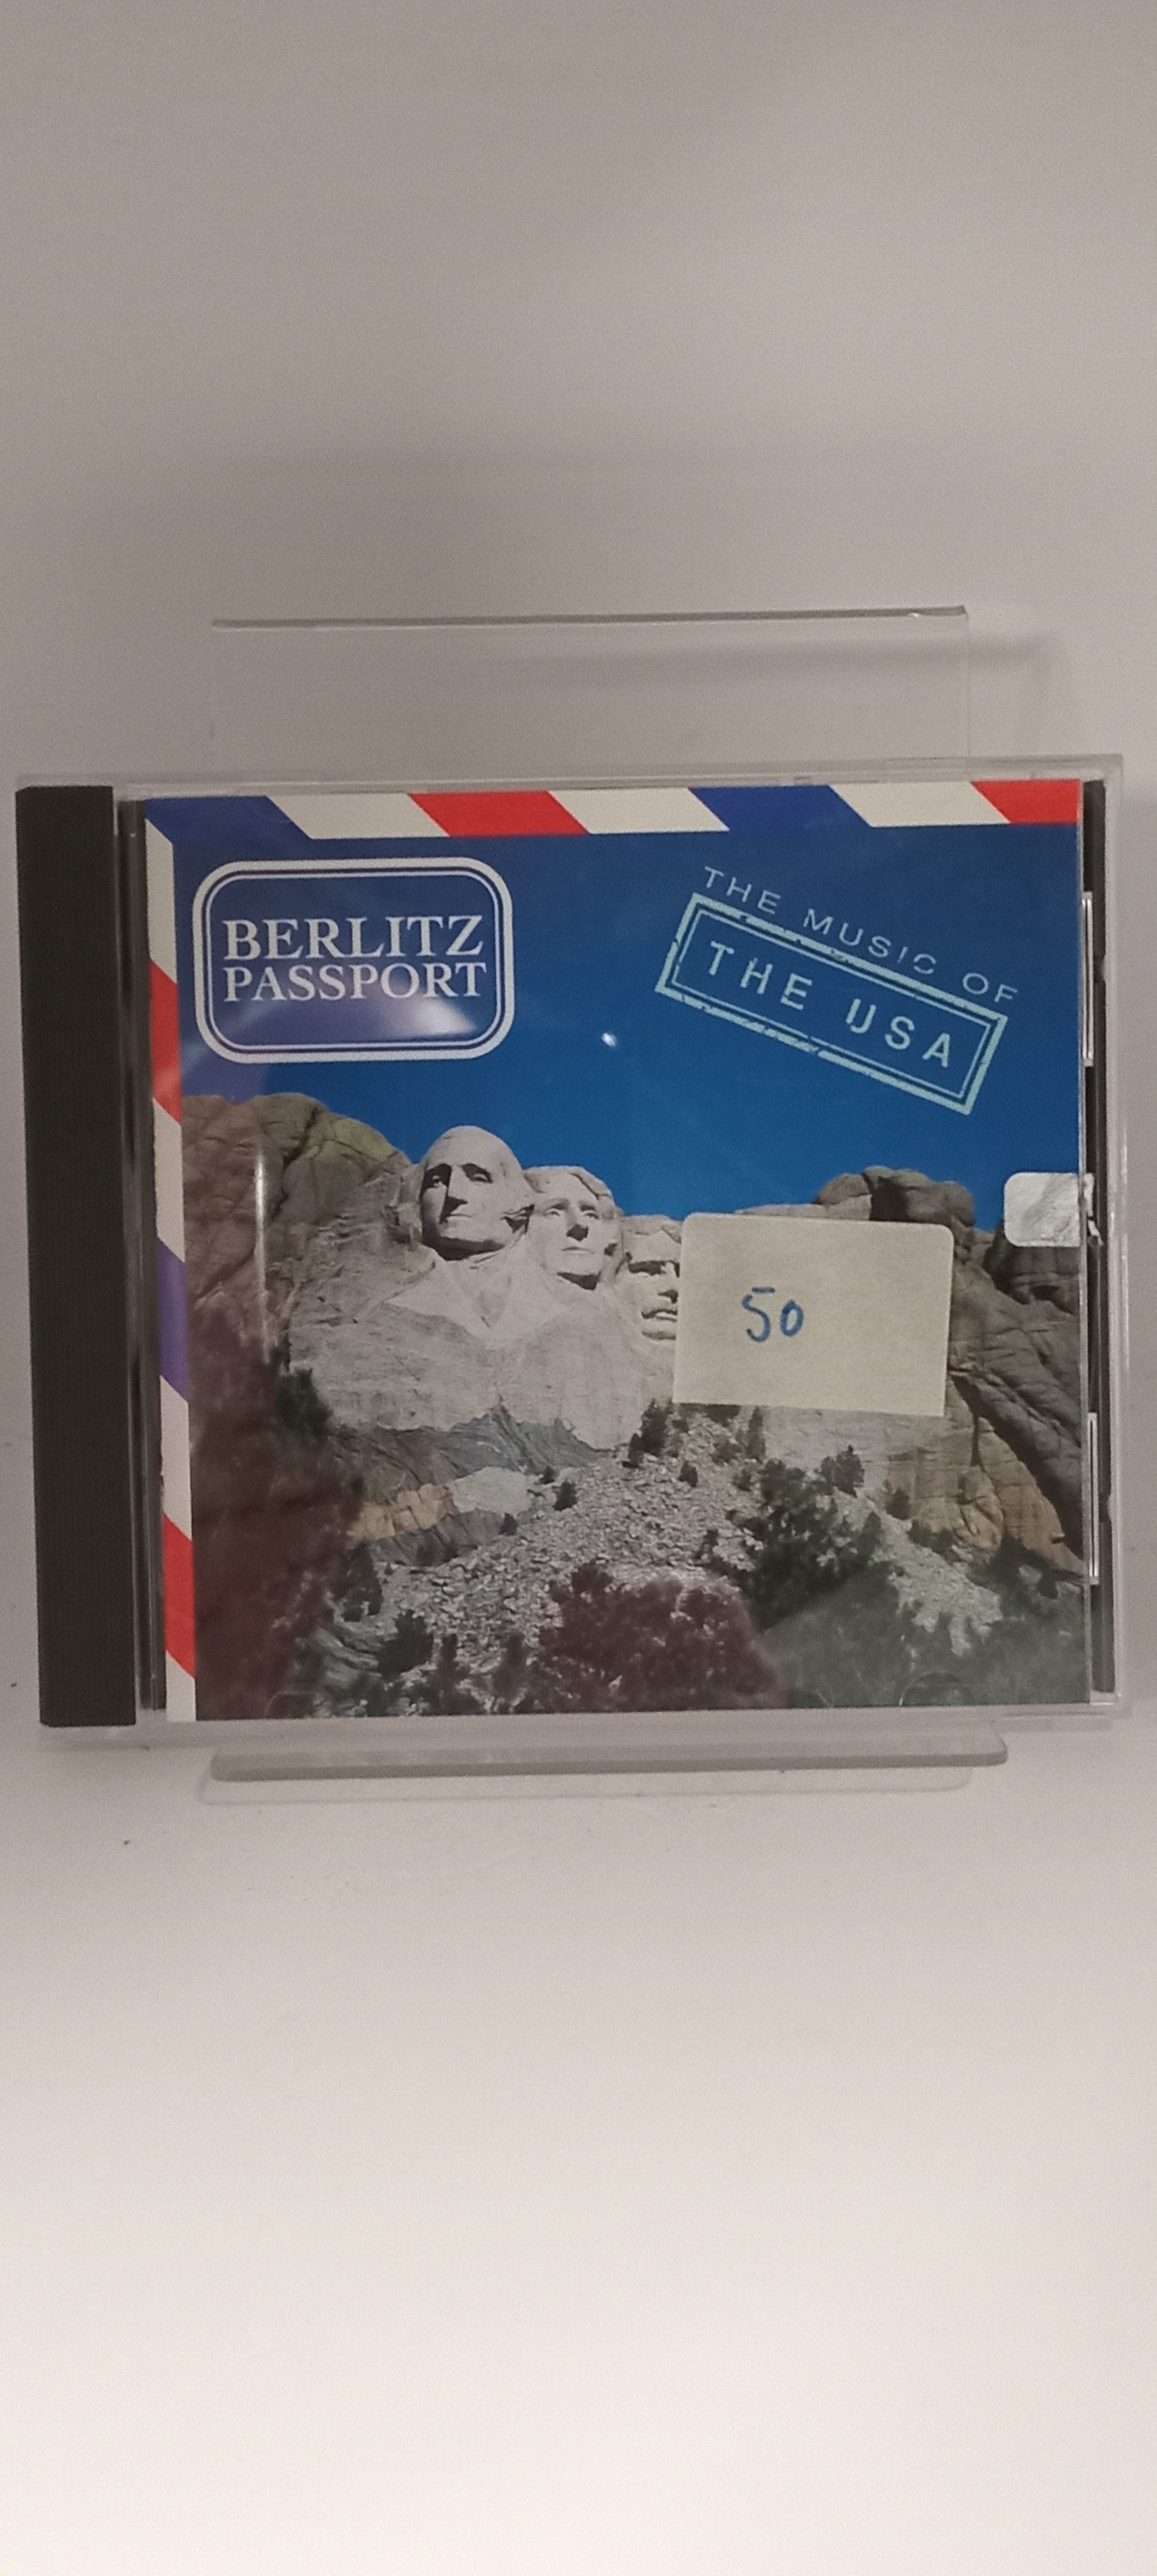 BERLITZ
PASSPORT
THE MUSIC OF
THE USA
50